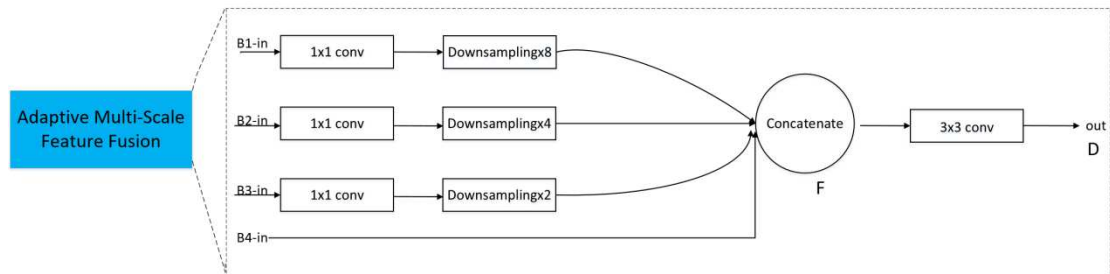 Adaptive Multi-Scale
Feature Fusion
B1-in
1x1 conv
Downsamplingx8
B2-in
1x1 conv
Downsamplingx4
B3-in
1x1 conv
Downsamplingx2
B4-in
Concatenate
F
3x3 conv
out
D